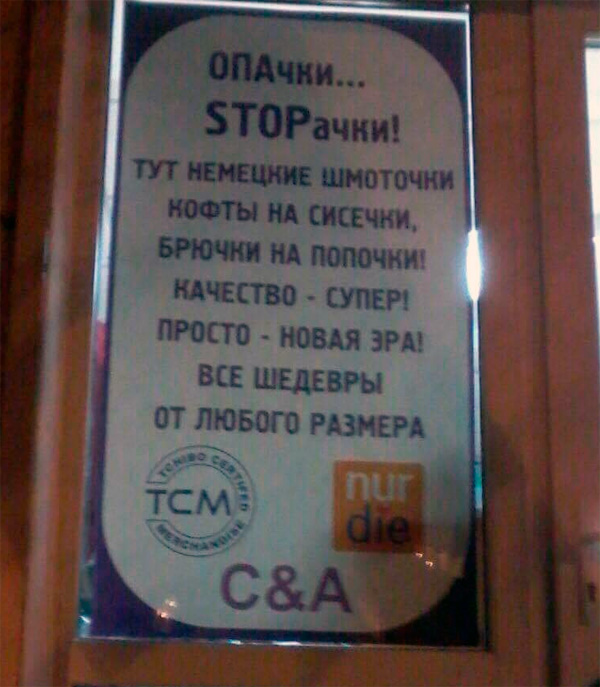 ОПАчки...
STOPачки!
ТУТ НЕМЕЦКИЕ ШМОТОЧКИ
КОФТЫ НА СИСЕЧКИ,
БРЮЧКИ НА ПОПОЧКИ!
КАЧЕСТВО - СУПЕР!
ПРОСТО - НОВАЯ ЭРА!
ВСЕ ШЕДЕВРЫ
ОТ ЛЮБОГО РАЗМЕРА
TCHIBO CERTIFIED
TCM
MERCHANDISE
nur
die
C&A